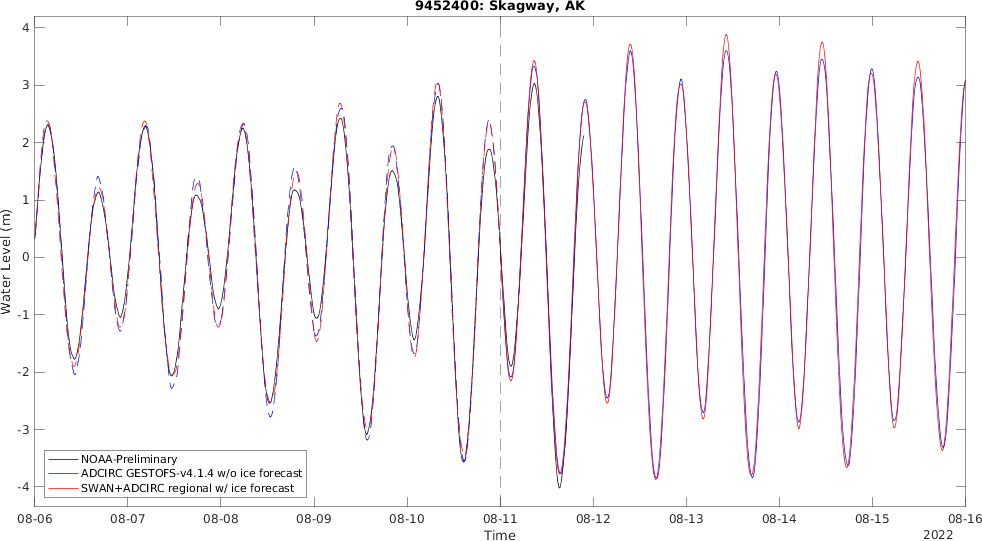 9452400: Skagway, AK
4
3
2
1
0
-1
-2
-3
-4
Water Level (m)
NOAA-Preliminary
ADCIRC GESTOFS-v4.1.4 w/o ice forecast
SWAN+ADCIRC regional w/ ice forecast
08-06 08-07 08-08 08-09 08-10 08-11 08-12 08-13 08-14 08-15 08-16
Time
2022